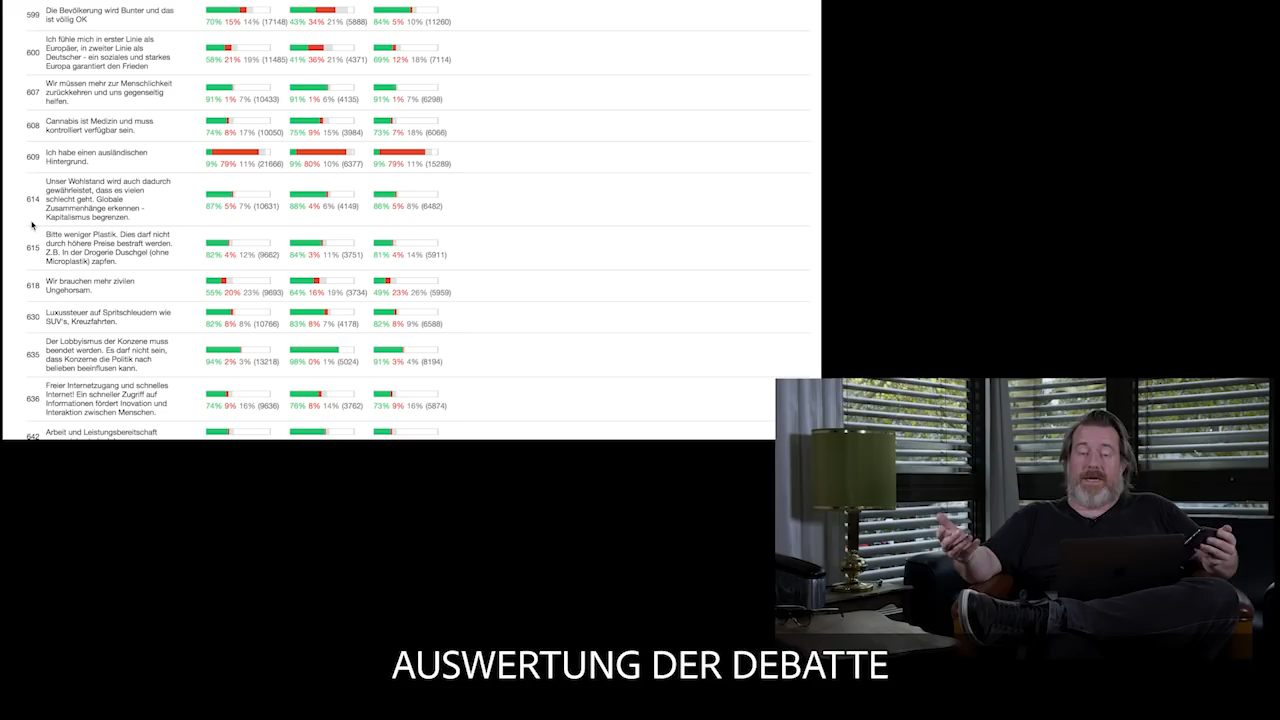 599 Die Bevölkerung wird Bunter und das
ist völlig OK
70% 15% 14% (17148) 43% 34% 21% (5888) 84% 5% 10% (11260)
600 Ich fühle mich in erster Linie als
Europäer, in zweiter Linie als
Deutscher - ein soziales und starkes
Europa garantiert den Frieden
58% 21% 19% (11485) 41% 36% 21% (4371) 69% 12% 18% (7114)
607 Wir müssen mehr zur Menschlichkeit
zurückkehren und uns gegenseitig
helfen.
91% 1% 7% (10433) 91% 1% 6% (4135) 91% 1% 7% (6298)
608 Cannabis ist Medizin und muss
kontrolliert verfügbar sein.
74% 8% 17% (10050) 75% 9% 15% (3984) 73% 7% 18% (6066)
609 Ich habe einen ausländischen
Hintergrund.
9% 79% 11% (21666) 9% 80% 10% (6377) 9% 79% 11% (15289)
614 Unser Wohlstand wird auch dadurch
gewährleistet, dass es vielen
schlecht geht. Globale
Zusammenhänge erkennen -
Kapitalismus begrenzen.
87% 5% 7% (10631) 88% 4% 6% (4149) 86% 5% 8% (6482)
615 Bitte weniger Plastik. Dies darf nicht
durch höhere Preise bestraft werden.
Z.B. In der Drogerie Duschgel (ohne
Microplastik) zapfen.
82% 4% 12% (9662) 84% 3% 11% (3751) 81% 4% 14% (5911)
618 Wir brauchen mehr zivilen
Ungehorsam.
55% 20% 23% (9693) 64% 16% 19% (3734) 49% 23% 26% (5959)
630 Luxussteuer auf Spritschleudern wie
SUV's, Kreuzfahrten.
82% 8% 8% (10766) 83% 8% 7% (4178) 82% 8% 9% (6588)
635 Der Lobbyismus der Konzene muss
beendet werden. Es darf nicht sein,
dass Konzerne die Politik nach
belieben beeinflusen kann.
94% 2% 3% (13218) 98% 0% 1% (5024) 91% 3% 4% (8194)
636 Freier Internetzugang und schnelles
Internet! Ein schneller Zugriff auf
Informationen fördert Inovation und
Interaktion zwischen Menschen.
74% 9% 16% (9636) 76% 8% 14% (3762) 73% 9% 16% (5874)
642 Arbeit und Leistungsbereitschaft
AUSWERTUNG DER DEBATTE